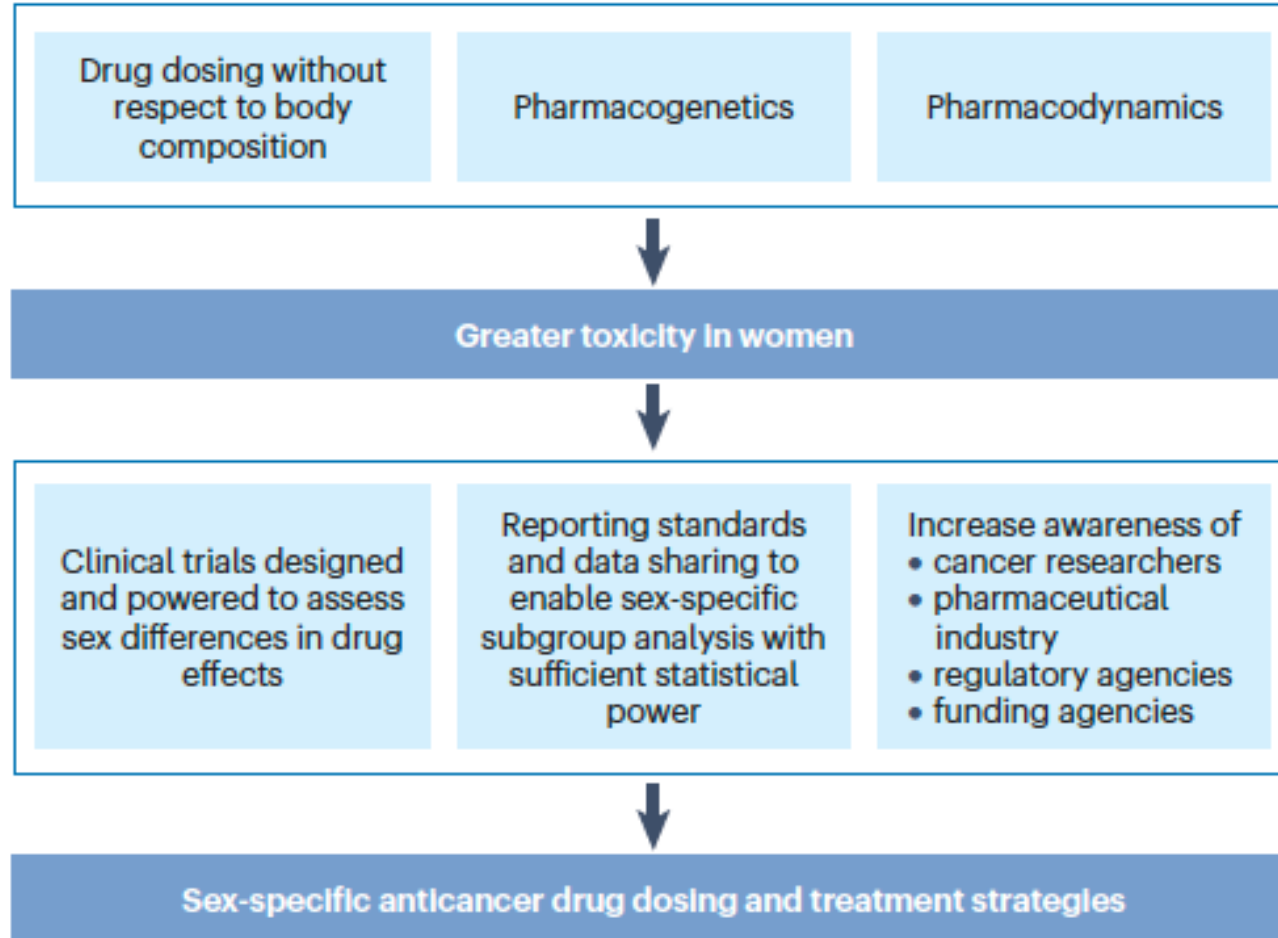 Drug dosing without
respect to body
composition
Pharmacogenetics
Pharmacodynamics
Greater toxicity in women
Clinical trials designed
and powered to assess
sex differences in drug
effects
Reporting standards
and data sharing to
enable sex-specific
subgroup analysis with
sufficient statistical
power
Increase awareness of
• cancer researchers
• pharmaceutical
industry
• regulatory agencies
• funding agencies
Sex-specific anticancer drug dosing and treatment strategies